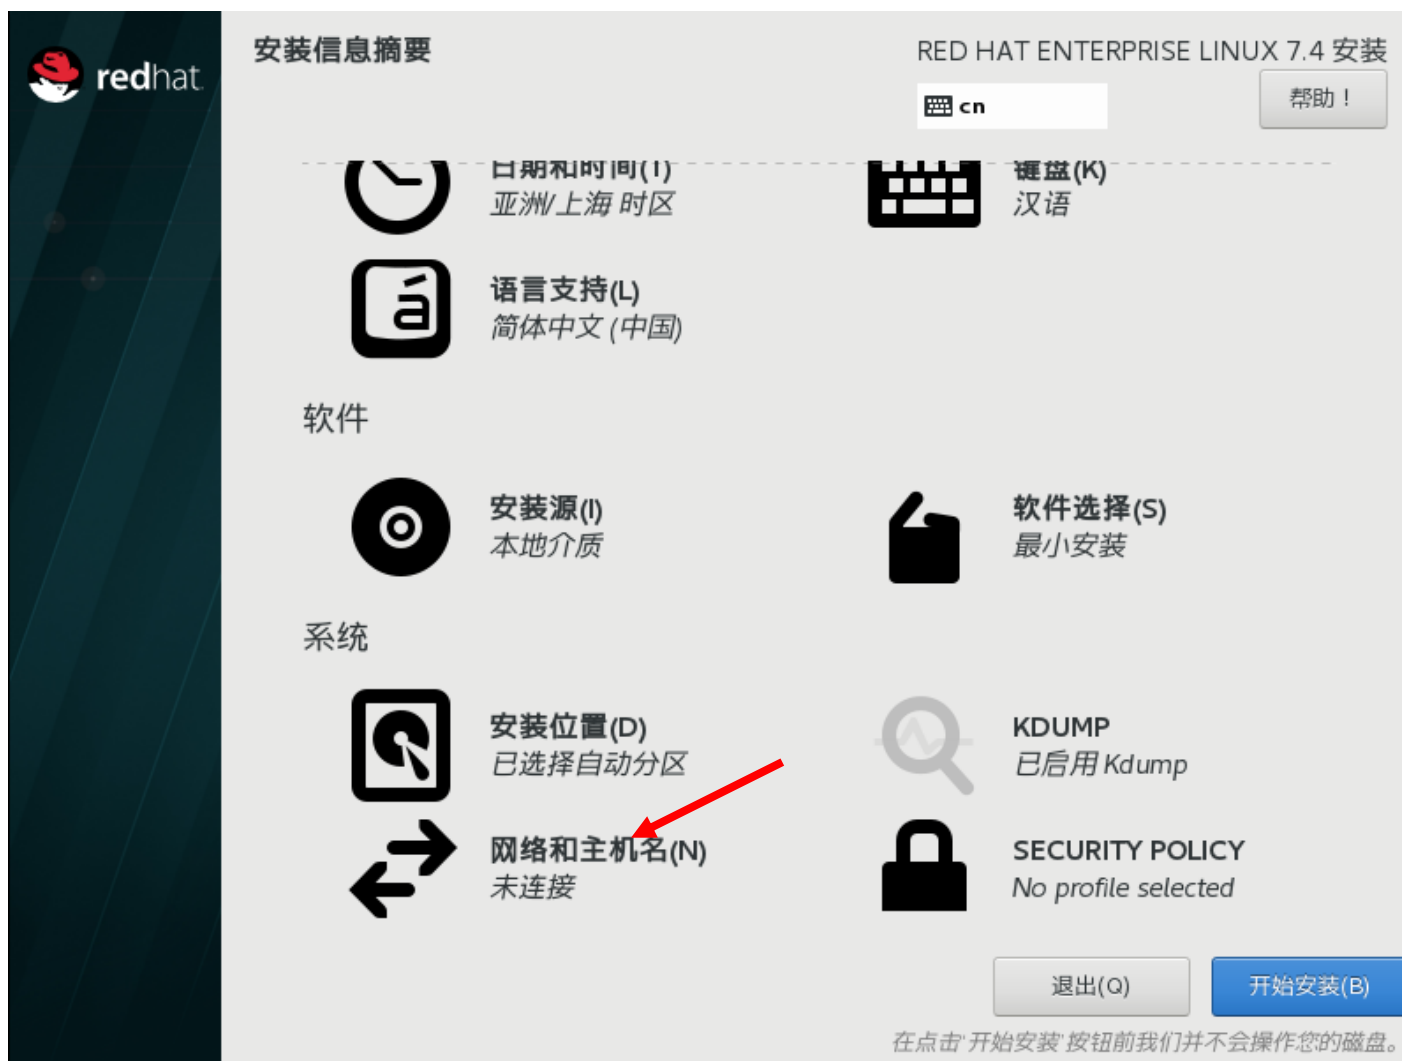 redhat.
安装信息摘要
RED HAT ENTERPRISE LINUX 7.4 安装
cn
帮助！
日期和时间(T)
亚洲/上海 时区
键盘(K)
汉语
á
语言支持(L)
简体中文 (中国)
软件
安装源(I)
本地介质
软件选择(S)
最小安装
系统
安装位置(D)
已选择自动分区
KDUMP
已启用 Kdump
网络和主机名(N)
未连接
SECURITY POLICY
No profile selected
退出(Q)
开始安装(B)
在点击'开始安装'按钮前我们并不会操作您的磁盘。